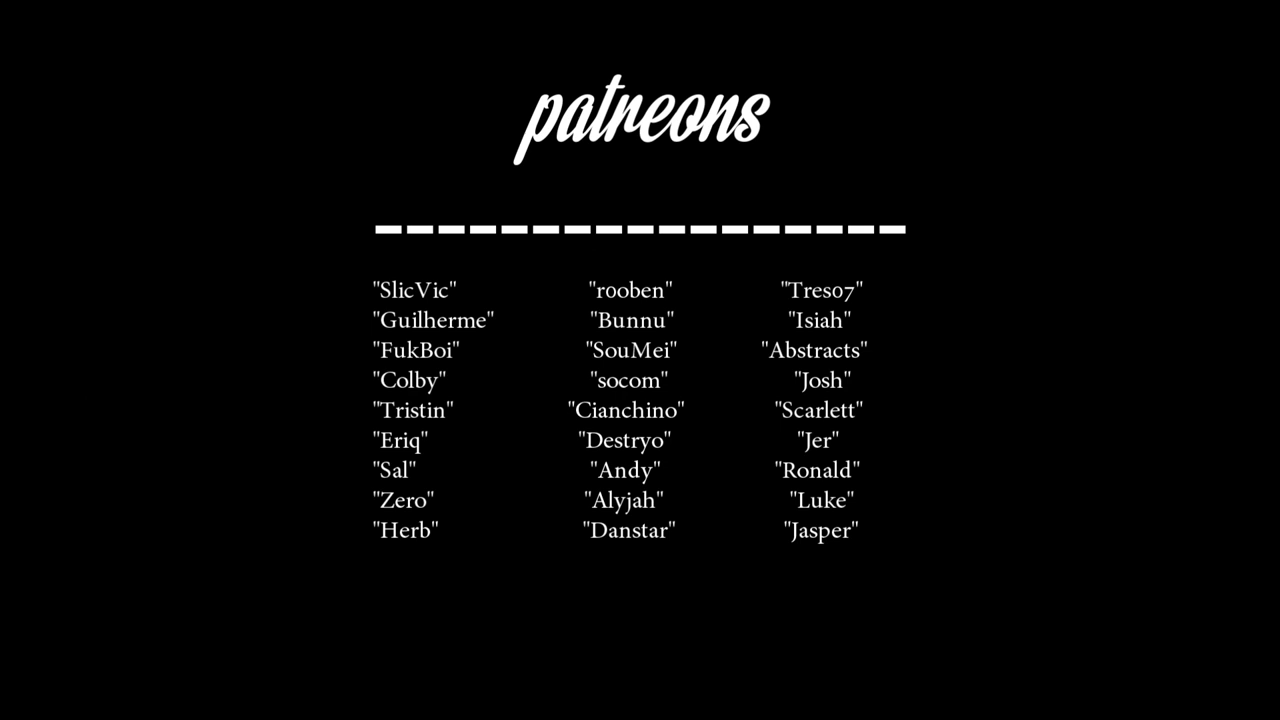 patreons
"SlicVic" "rooben" "Tres07"
"Guilherme" "Bunnu" "Isiah"
"FukBoi" "SouMei" "Abstracts"
"Colby" "socom" "Josh"
"Tristin" "Cianchino" "Scarlett"
"Eriq" "Destryo" "Jer"
"Sal" "Andy" "Ronald"
"Zero" "Alyjah" "Luke"
"Herb" "Danstar" "Jasper"